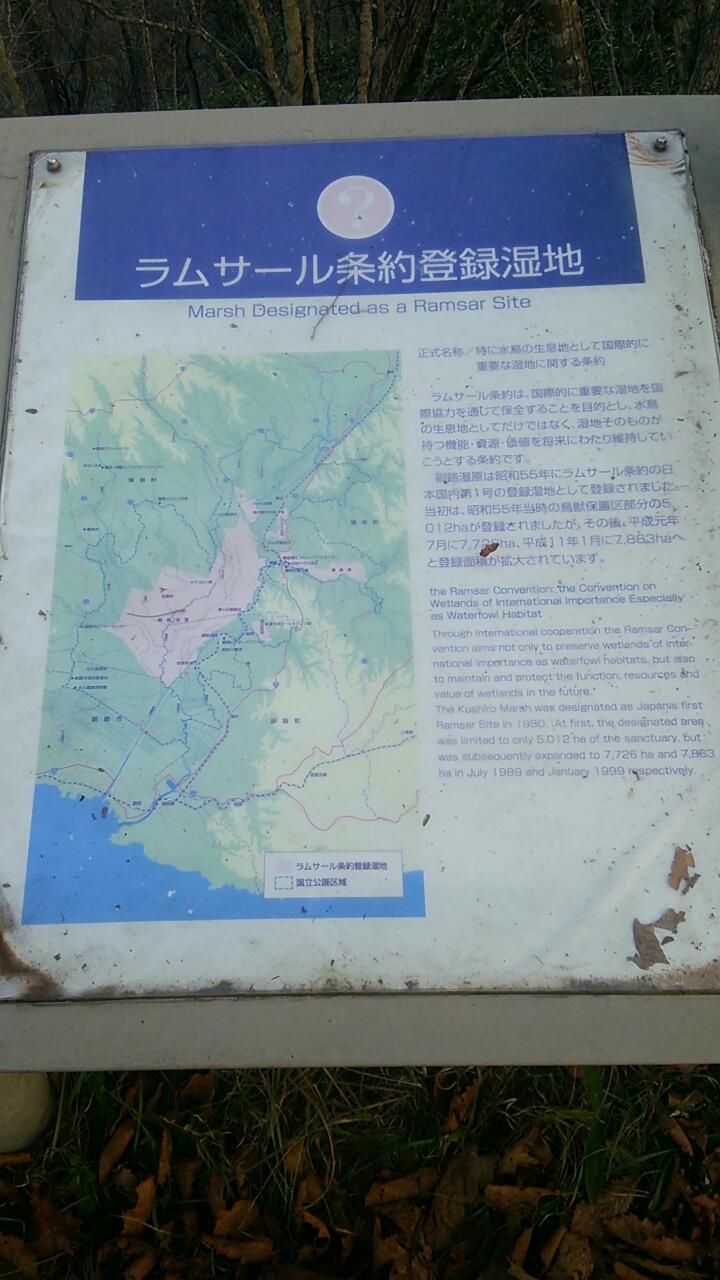 ?
ラムサール条約登録湿地
Marsh Designated as a Ramsar Site
正式名称/特に水鳥の生息地として国際的に
重要な湿地に関する条約
ラムサール条約は、国際的に重要な湿地を国
際協力を通じて保全することを目的とし、水鳥
の生息地としてだけではなく、湿地そのものが
持つ機能・資源・価値を将来にわたり維持してい
こうとする条約です。
釧路湿原は昭和55年にラムサール条約の日
本国内第1号の登録湿地として登録されました。
当初は、昭和55年当時の鳥獣保護区部分の5,
012haが登録されましたが、その後、平成元年
7月に7,726ha、平成11年1月に7,863haへ
と登録面積が拡大されています。
the Ramsar Convention: the Convention on
Wetlands of International Importance Especially
as Waterfowl Habitat
Through international cooperation the Ramsar Con-
vention aims not only to preserve wetlands of inter-
national importance as waterfowl habitats, but also
to maintain and protect the function, resources and
value of wetlands in the future.
The Kushiro Marsh was designated as Japanis first
Ramsar Site in 1980. At first, the designated area
was limited to only 5,012 ha of the sanctuary, but
was subsequently expanded to 7,726 ha and 7,863
ha in July 1989 and January 1999 respectively.
釧路市
釧路町
ラムサール条約登録湿地
国立公園区域